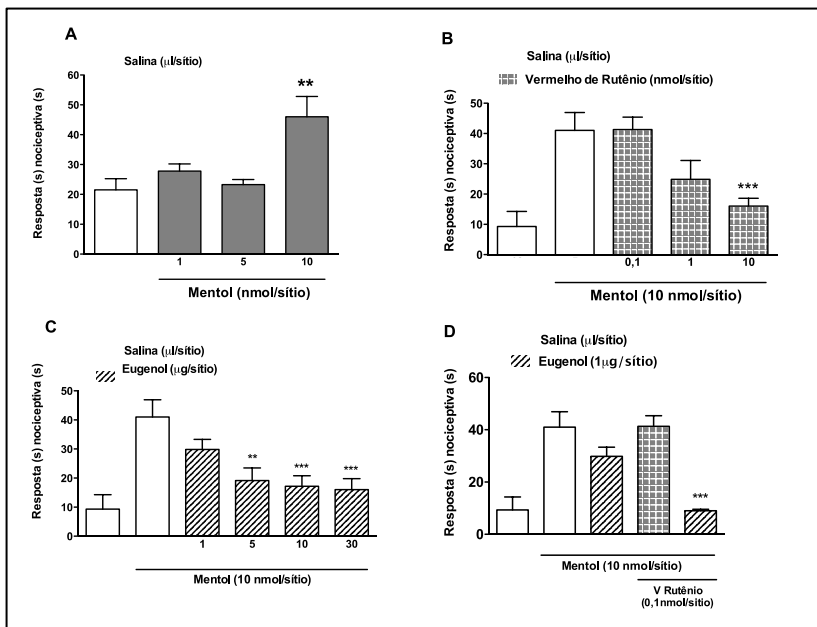 A
Salina (µl/sítio)
**
Resposta (s) nociceptiva (s)
60
50
40
30
20
10
0
1 5 10
Mentol (nmol/sítio)
B
Salina (µl/sítio)
Vermelho de Rutênio (nmol/sítio)
Resposta (s) nociceptiva (s)
50
40
30
20
10
0
***
0,1 1 10
Mentol (10 nmol/sítio)
C
Salina (µl/sítio)
Eugenol (µg/sítio)
Resposta (s) nociceptiva (s)
50
40
30
20
10
0
** *** ***
1 5 10 30
Mentol (10 nmol/sítio)
D
Salina (µl/sítio)
Eugenol (1µg/sítio)
Resposta (s) nociceptiva (s)
60
40
20
0
***
Mentol (10 nmol/sítio)
V Rutênio
(0,1nmol/sitio)